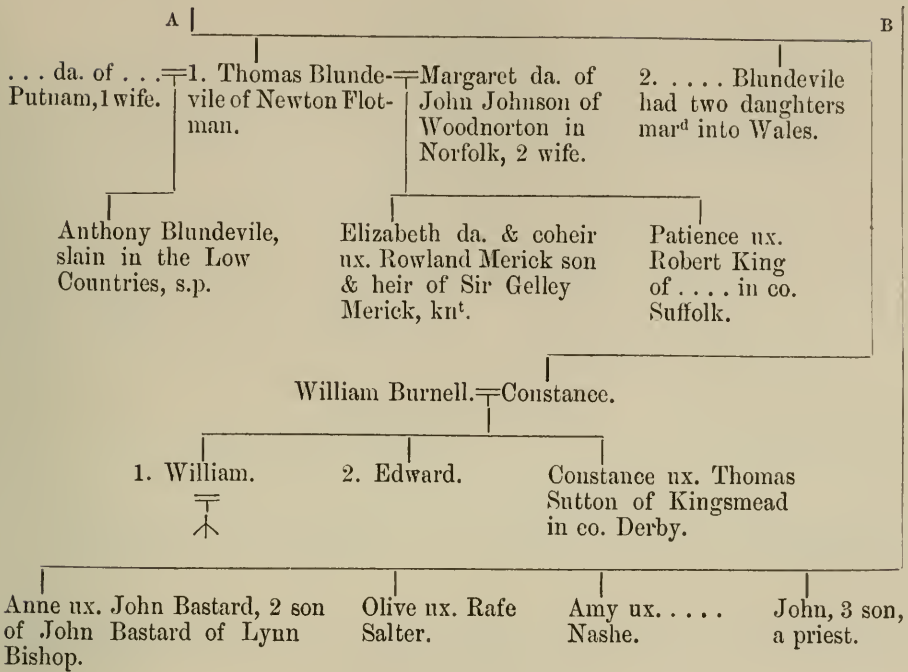 A
B
. . . da. of . . .
Putnam, 1 wife.
1. Thomas Blunde-
vile of Newton Flot-
man.
Margaret da. of
John Johnson of
Woodnorton in
Norfolk, 2 wife.
2. . . . . . Blundevile
had two daughters
marᵈ into Wales.
Anthony Blundevile,
slain in the Low
Countries, s.p.
Elizabeth da. & coheir
ux. Rowland Merick son
& heir of Sir Gelley
Merick, knᵗ.
Patience ux.
Robert King
of . . . . in co.
Suffolk.
William Burnell.
Constance.
1. William.
2. Edward.
Constance ux. Thomas
Sutton of Kingsmead
in co. Derby.
Anne ux. John Bastard, 2 son
of John Bastard of Lynn
Bishop.
Olive ux. Rafe
Salter.
Amy ux. . . . . .
Nashe.
John, 3 son,
a priest.